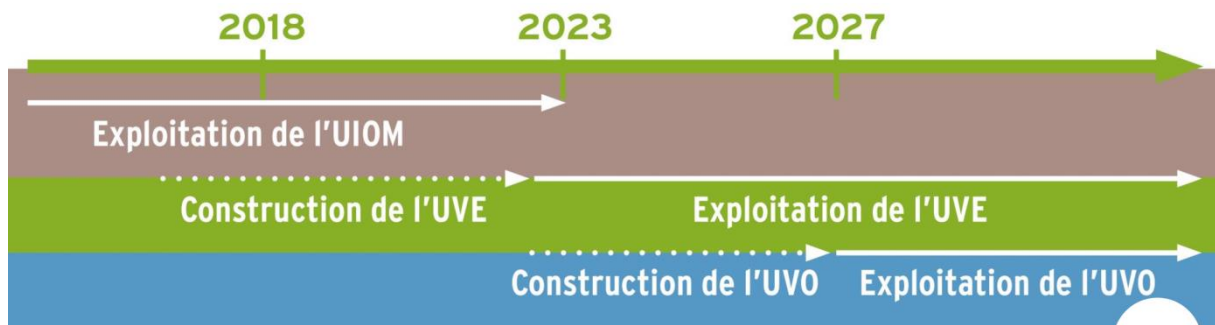 2018 2023 2027
Exploitation de l'UIOM
Construction de l'UVE Exploitation de l'UVE
Construction de l'UVO Exploitation de l'UVO